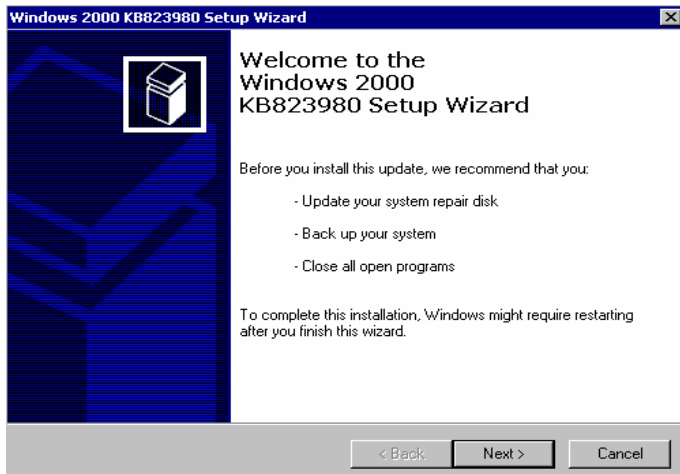 Windows 2000 KB823980 Setup Wizard
Welcome to the
Windows 2000
KB823980 Setup Wizard
Before you install this update, we recommend that you:
- Update your system repair disk
- Back up your system
- Close all open programs
To complete this installation, Windows might require restarting
after you finish this wizard.
< Back
Next >
Cancel